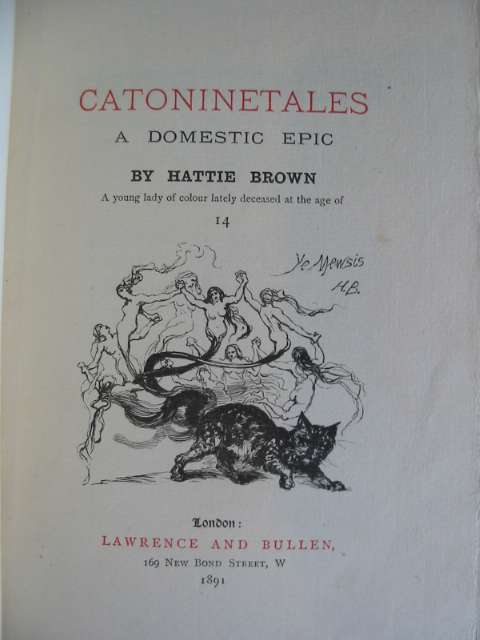 CATONINETALES
A DOMESTIC EPIC
BY HATTIE BROWN
A young lady of colour lately deceased at the age of
14
Ye Mewsis
H.B.
London:
LAWRENCE AND BULLEN,
169 NEW BOND STREET, W
1891